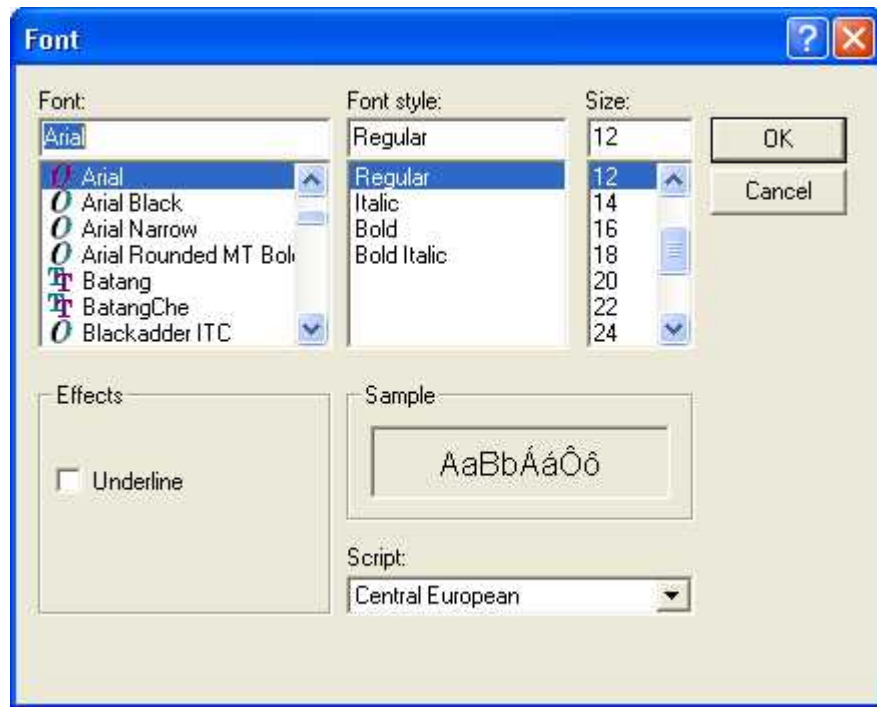 Font
Font:
Arial
Arial
Arial Black
Arial Narrow
Arial Rounded MT Bol
Batang
BatangChe
Blackadder ITC
Font style:
Regular
Regular
Italic
Bold
Bold Italic
Size:
12
12
14
16
18
20
22
24
OK
Cancel
Effects
Underline
Sample
AaBbÁáÔô
Script:
Central European